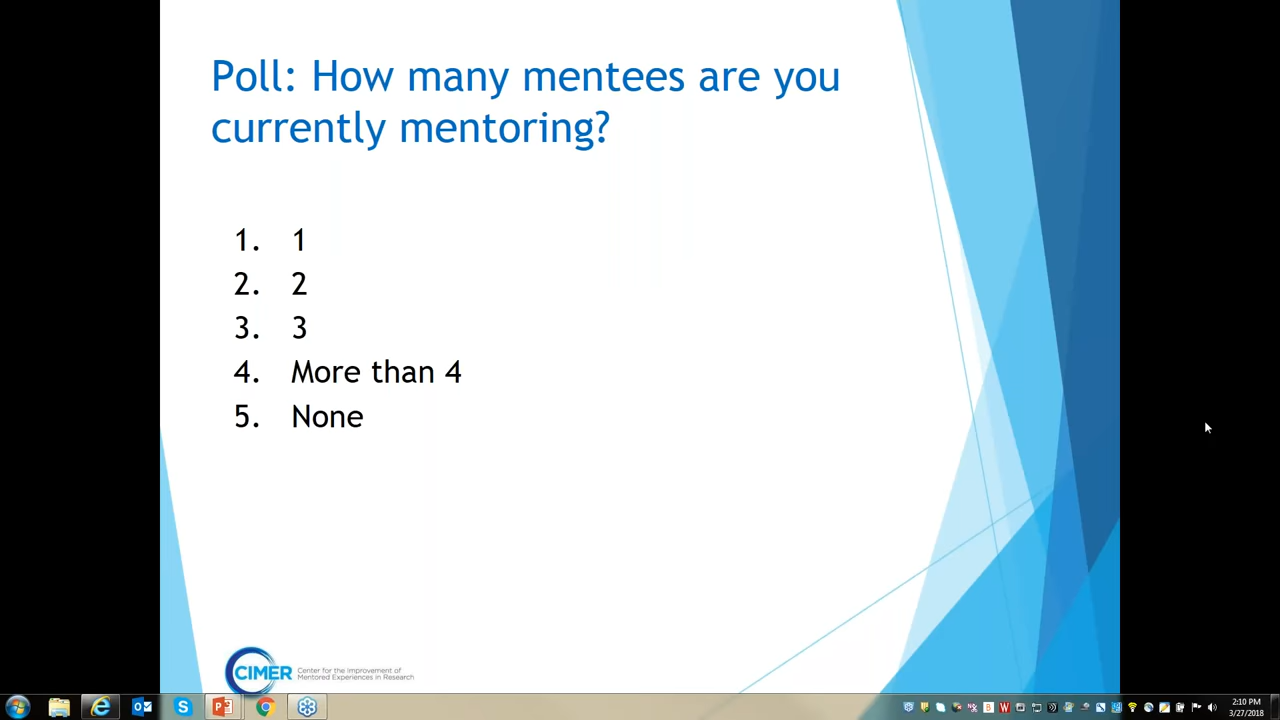 Poll: How many mentees are you
currently mentoring?
1. 1
2. 2
3. 3
4. More than 4
5. None
CIMER
Center for the Improvement of
Mentored Experiences in Research
2:10 PM
3/27/2018